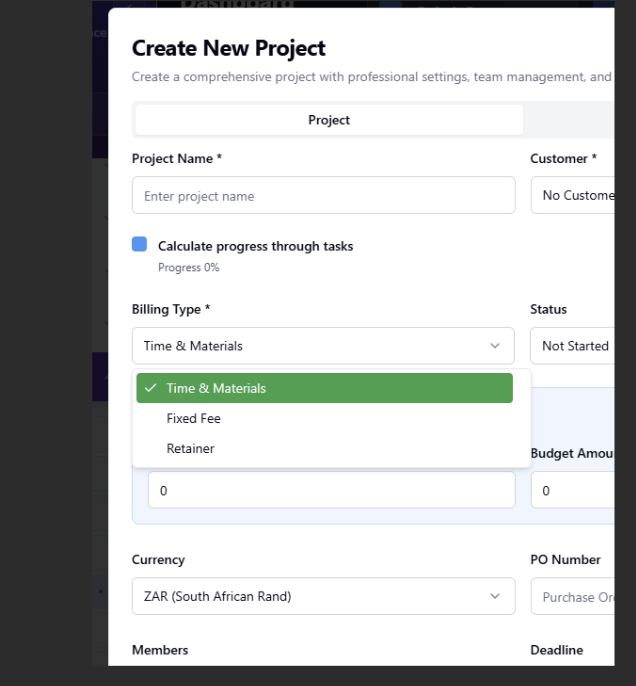 Dashboard
Create New Project
Create a comprehensive project with professional settings, team management, and
Project
Project Name *
Customer *
Enter project name
No Custome
Calculate progress through tasks
Progress 0%
Billing Type *
Status
Time & Materials
Not Started
Time & Materials
Fixed Fee
Retainer
Budget Amou
0
0
Currency
PO Number
ZAR (South African Rand)
Purchase Or
Members
Deadline